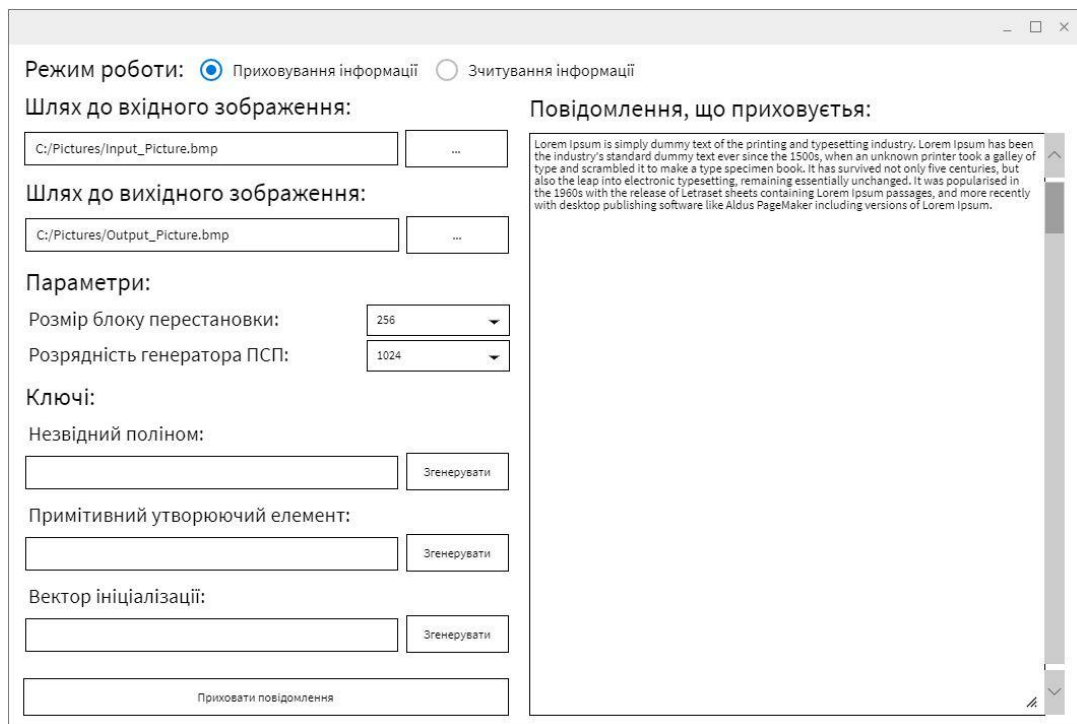 Режим роботи: Приховування інформації Зчитування інформації
Шлях до вхідного зображення:
C:/Pictures/Input_Picture.bmp ...
Шлях до вихідного зображення:
C:/Pictures/Output_Picture.bmp ...
Параметри:
Розмір блоку перестановки: 256
Розрядність генератора ПСП: 1024
Ключі:
Незвідний поліном:
Згенерувати
Примітивний утворюючий елемент:
Згенерувати
Вектор ініціалізації:
Згенерувати
Приховати повідомлення
Повідомлення, що приховуєтья:
Lorem Ipsum is simply dummy text of the printing and typesetting industry. Lorem Ipsum has been
the industry's standard dummy text ever since the 1500s, when an unknown printer took a galley of
type and scrambled it to make a type specimen book. It has survived not only five centuries, but
also the leap into electronic typesetting, remaining essentially unchanged. It was popularised in
the 1960s with the release of Letraset sheets containing Lorem Ipsum passages, and more recently
with desktop publishing software like Aldus PageMaker including versions of Lorem Ipsum.